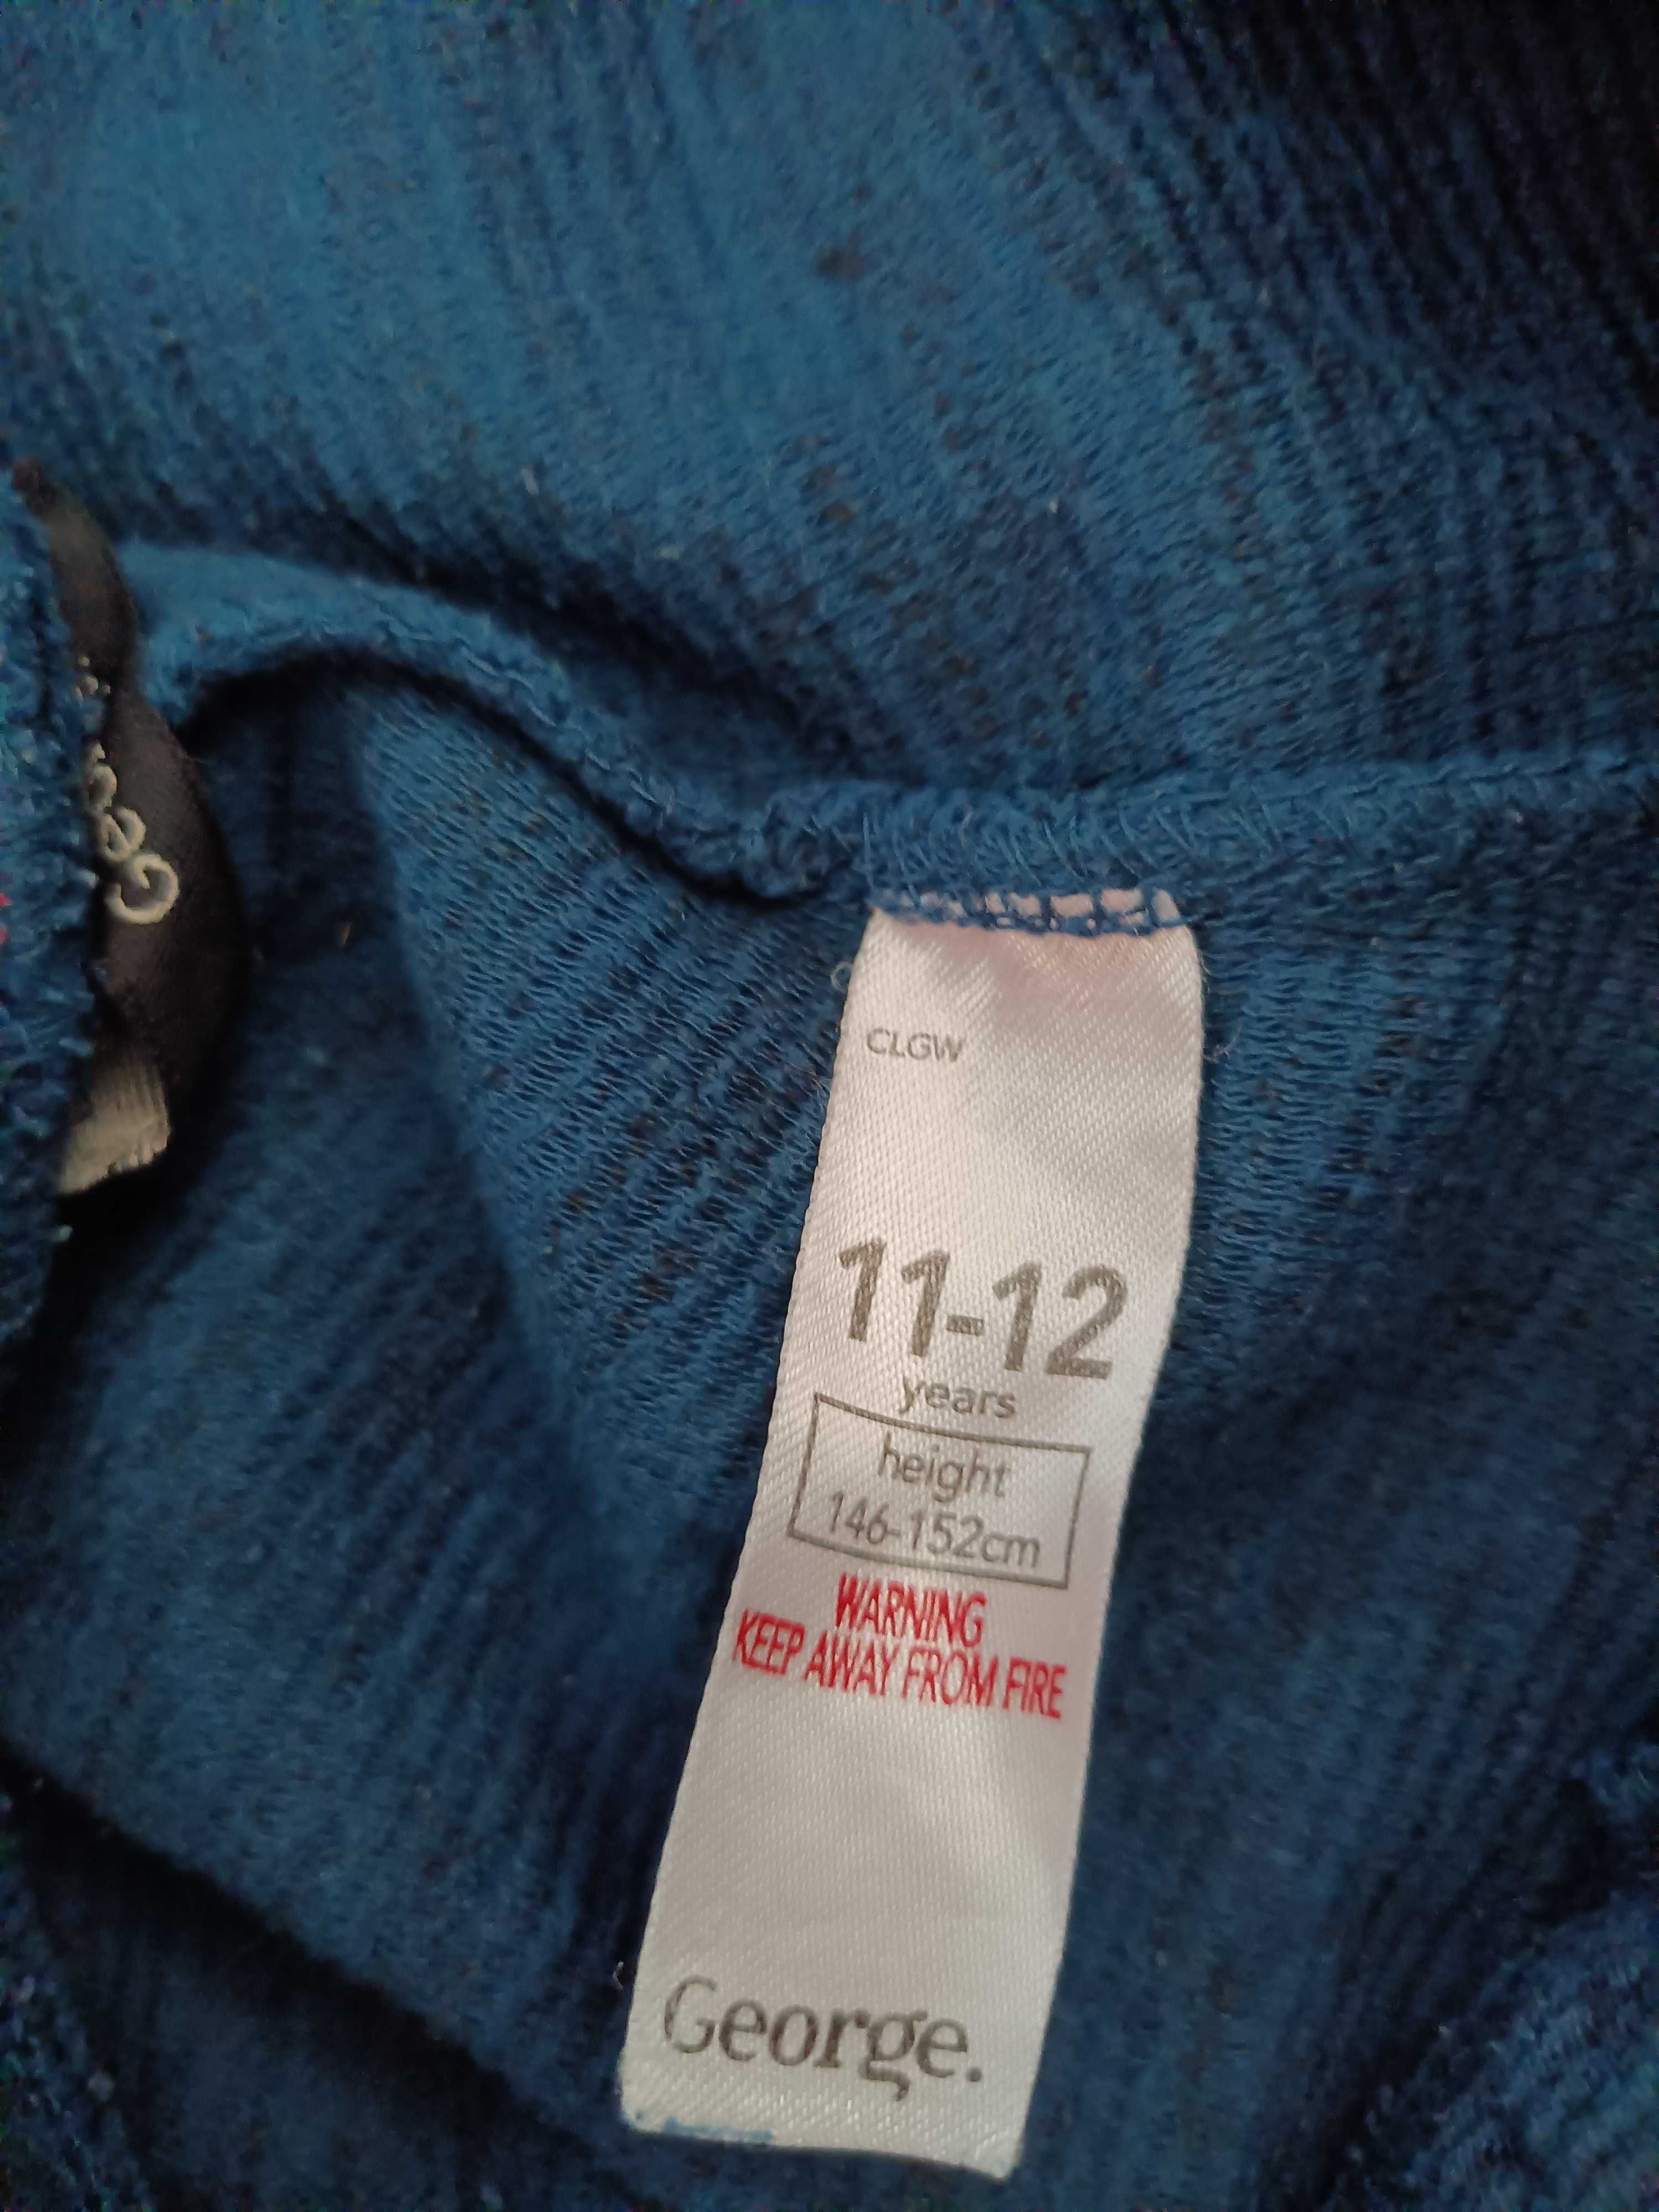 CLGW
11-12
years
height
146-152cm
WARNING
KEEP AWAY FROM FIRE
George.